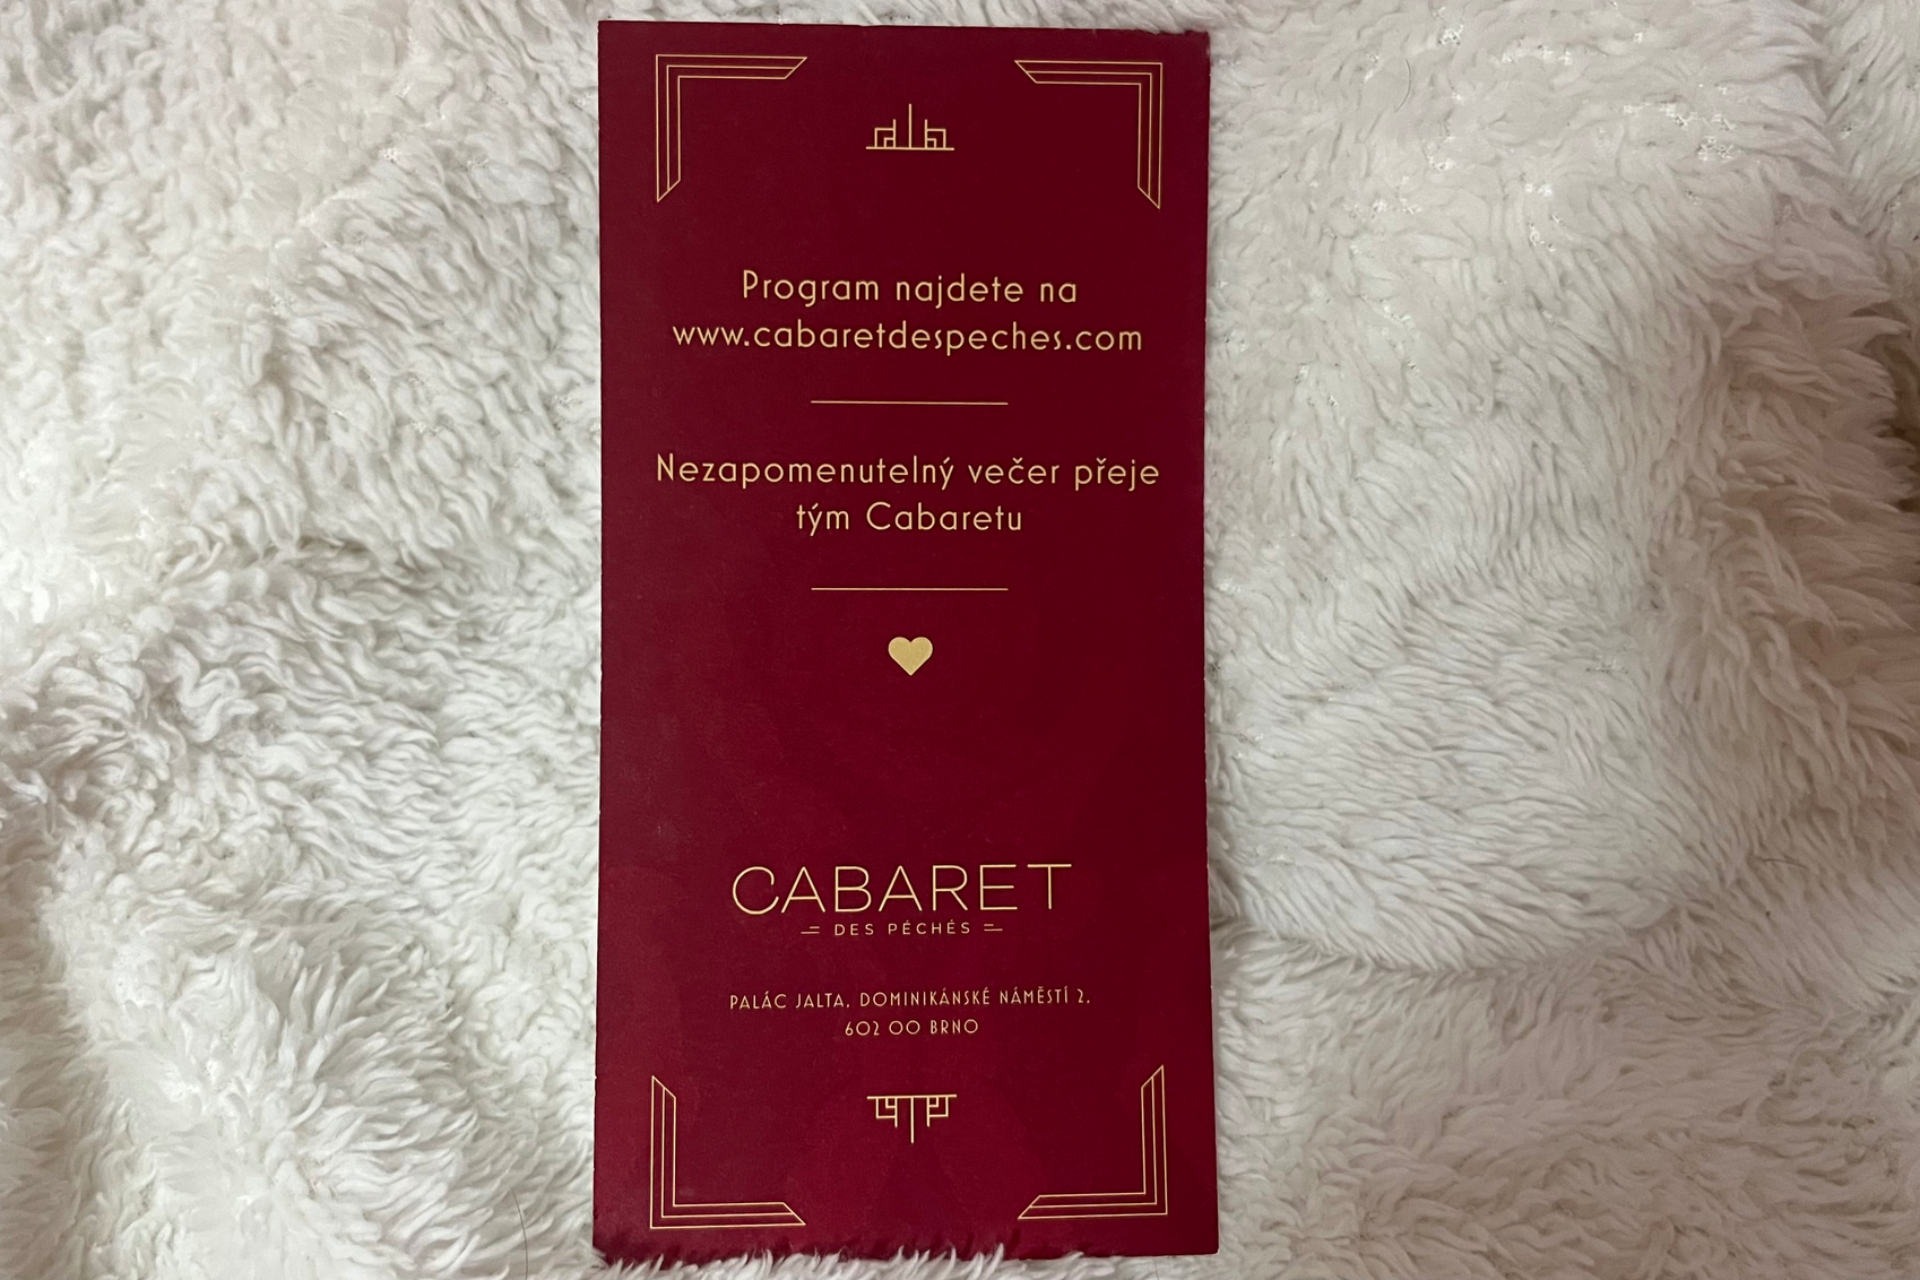 Program najdete na
www.cabaretdespeches.com
Nezapomenutelný večer přeje
tým Cabaretu
CABARET
DES PÉCHÉS
PALÁC JALTA, DOMINIKÁNSKÉ NÁMĚSTÍ 2,
602 00 BRNO